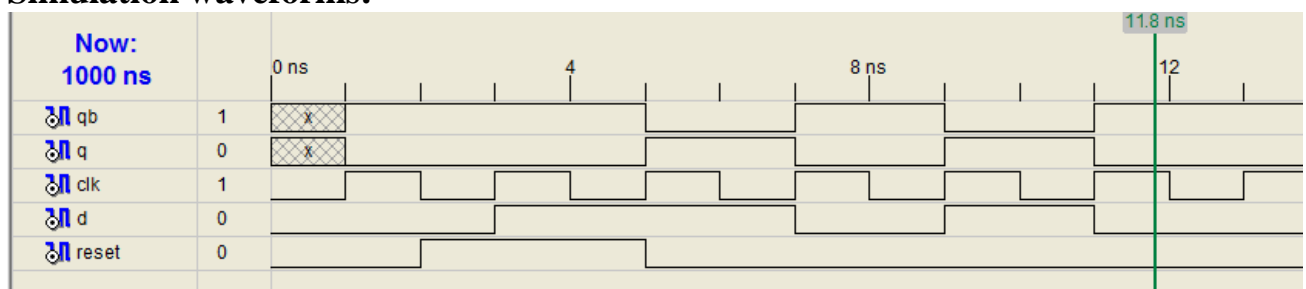 Simulation waveforms:
11.8 ns
Now:
1000 ns
0 ns 4 8 ns 12
qb 1 X
q 0 X
clk 1
d 0
reset 0